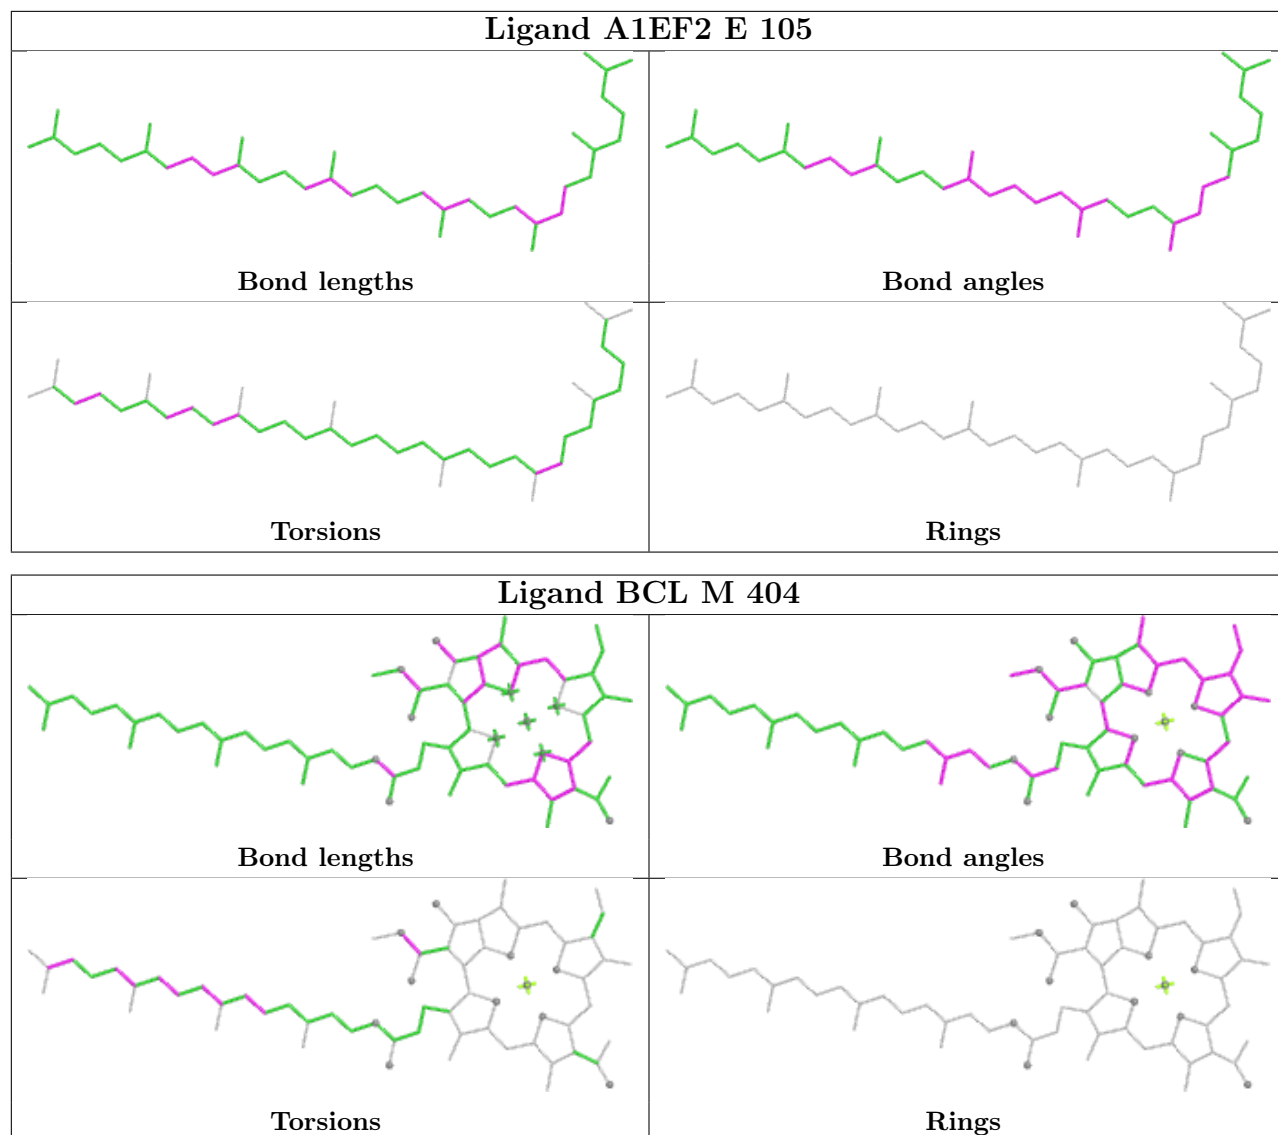 Ligand A1EF2 E 105
Bond lengths
Bond angles
Torsions
Rings
Ligand BCL M 404
Bond lengths
Bond angles
Torsions
Rings